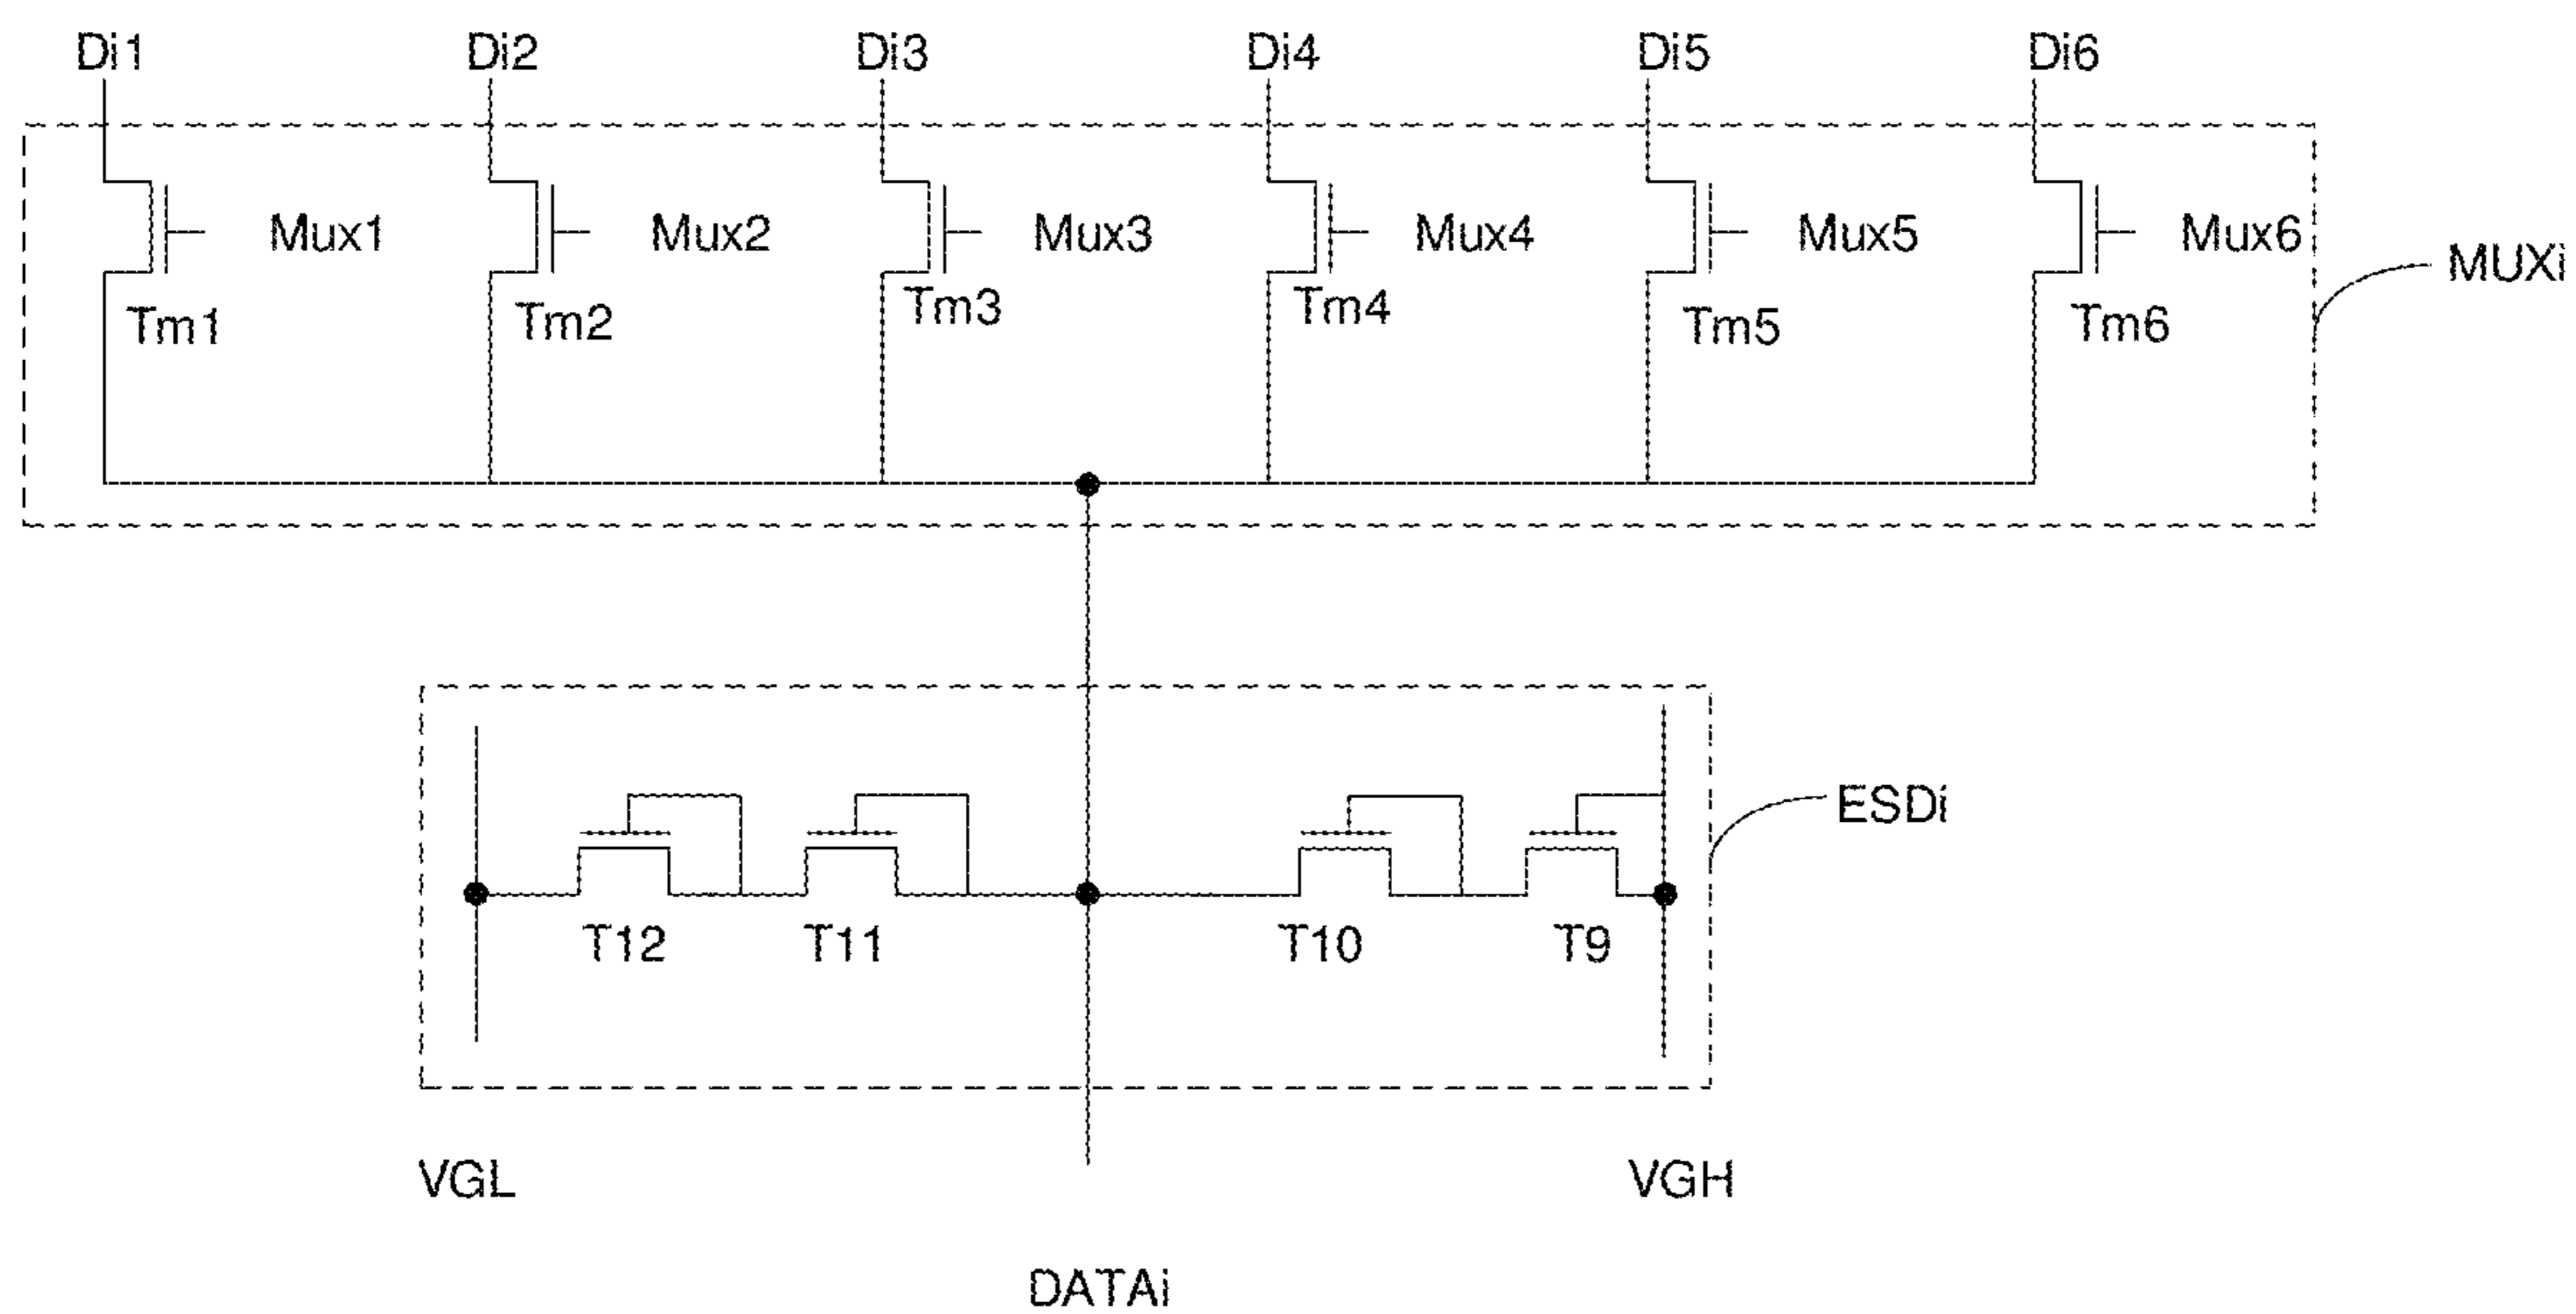 Di1 Di2 Di3 Di4 Di5 Di6
Mux1 Mux2 Mux3 Mux4 Mux5 Mux6
MUXi
Tm1 Tm2 Tm3 Tm4 Tm5 Tm6
ESDi
T12 T11 T10 T9
VGL VGH
DATAi